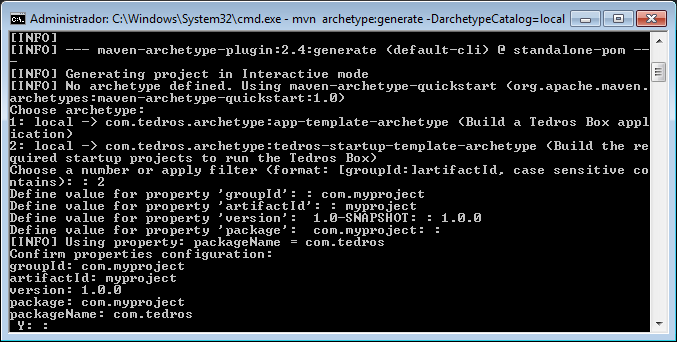 Administrador: C:\Windows\System32\cmd.exe - mvn  archetype:generate -DarchetypeCatalog=local
[INFO]
[INFO] --- maven-archetype-plugin:2.4:generate (default-cli) @ standalone-pom --
-
[INFO] Generating project in Interactive mode
[INFO] No archetype defined. Using maven-archetype-quickstart (org.apache.maven.
archetypes:maven-archetype-quickstart:1.0)
Choose archetype:
1: local -> com.tedros.archetype:app-template-archetype (Build a Tedros Box appl
ication)
2: local -> com.tedros.archetype:tedros-startup-template-archetype (Build the re
quired startup projects to run the Tedros Box)
Choose a number or apply filter (format: [groupId:]artifactId, case sensitive co
ntains): : 2
Define value for property 'groupId': : com.myproject
Define value for property 'artifactId': : myproject
Define value for property 'version':  1.0-SNAPSHOT: : 1.0.0
Define value for property 'package':  com.myproject: :
[INFO] Using property: packageName = com.tedros
Confirm properties configuration:
groupId: com.myproject
artifactId: myproject
version: 1.0.0
package: com.myproject
packageName: com.tedros
 Y: :